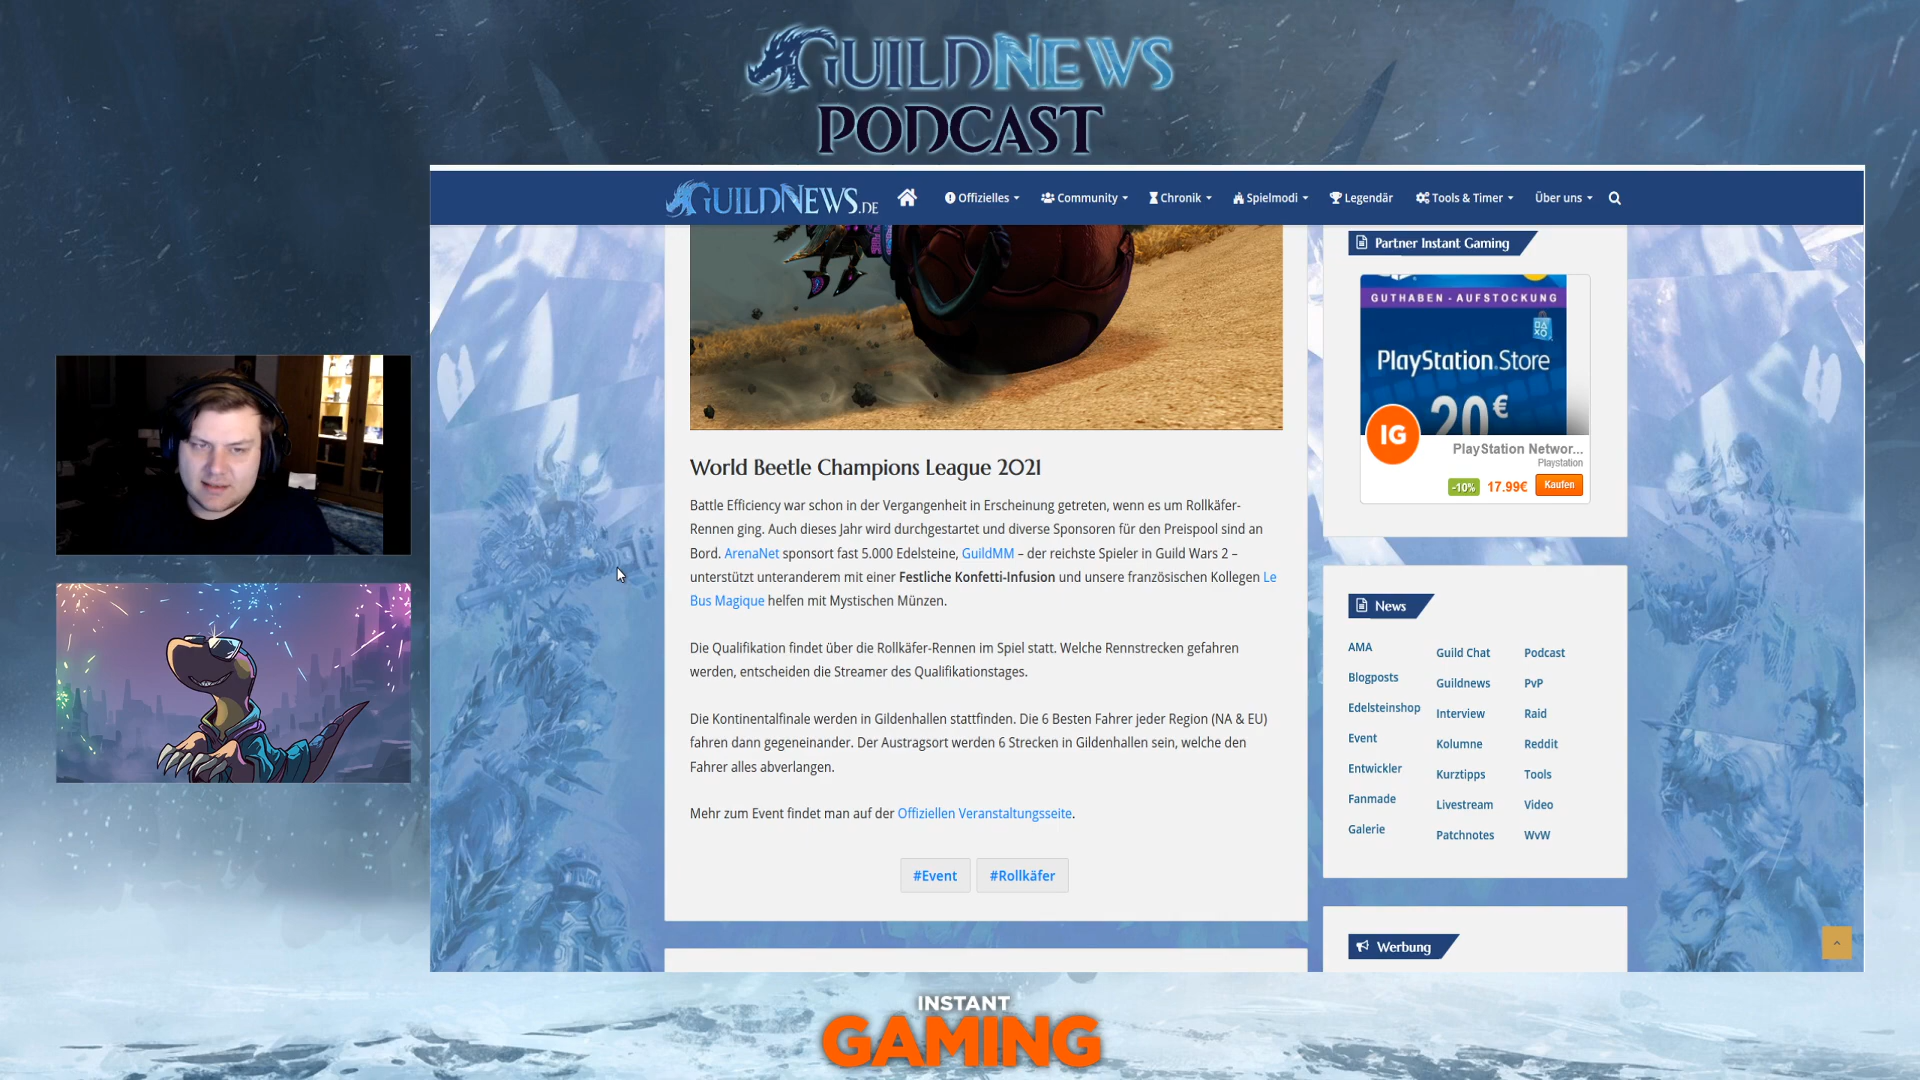 GUILDNEWS
PODCAST
GUILDNEWS.DE
Offizielles
Community
Chronik
Spielmodi
Legendär
Tools & Timer
Über uns
Partner Instant Gaming
GUTHABEN - AUFSTOCKUNG
PlayStation.Store
20€
IG
PlayStation Networ...
Playstation
-10% 17.99€ Kaufen
World Beetle Champions League 2021
Battle Efficiency war schon in der Vergangenheit in Erscheinung getreten, wenn es um Rollkäfer-
Rennen ging. Auch dieses Jahr wird durchgestartet und diverse Sponsoren für den Preispool sind an
Bord. ArenaNet sponsort fast 5.000 Edelsteine, GuildMM – der reichste Spieler in Guild Wars 2 –
unterstützt unteranderem mit einer Festliche Konfetti-Infusion und unsere französischen Kollegen Le
Bus Magique helfen mit Mystischen Münzen.
Die Qualifikation findet über die Rollkäfer-Rennen im Spiel statt. Welche Rennstrecken gefahren
werden, entscheiden die Streamer des Qualifikationstages.
Die Kontinentalfinale werden in Gildenhallen stattfinden. Die 6 Besten Fahrer jeder Region (NA & EU)
fahren dann gegeneinander. Der Austragsort werden 6 Strecken in Gildenhallen sein, welche den
Fahrer alles abverlangen.
Mehr zum Event findet man auf der Offiziellen Veranstaltungsseite.
#Event #Rollkäfer
News
AMA
Blogposts
Edelsteinshop
Event
Entwickler
Fanmade
Galerie
Guild Chat
Guildnews
Interview
Kolumne
Kurztipps
Livestream
Patchnotes
Podcast
PvP
Raid
Reddit
Tools
Video
WvW
Werbung
INSTANT
GAMING